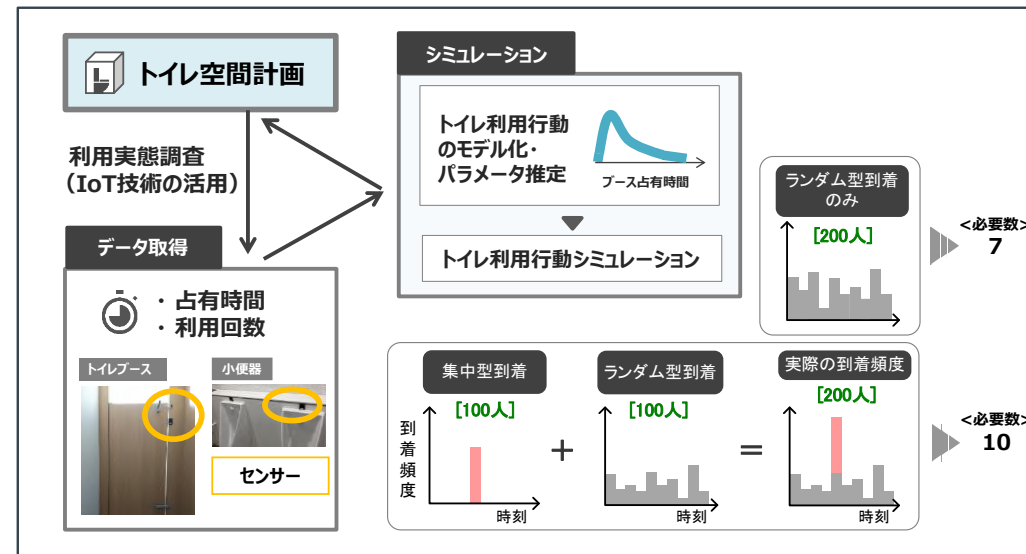 トイレ空間計画
利用実態調査
（IoT技術の活用）
データ取得
・占有時間
・利用回数
トイレブース
小便器
センサー
シミュレーション
トイレ利用行動
のモデル化・
パラメータ推定
ブース占有時間
トイレ利用行動シミュレーション
ランダム型到着
のみ
[200人]
<必要数>
7
集中型到着
[100人]
到着頻度
時刻
+
ランダム型到着
[100人]
時刻
=
実際の到着頻度
[200人]
時刻
<必要数>
10